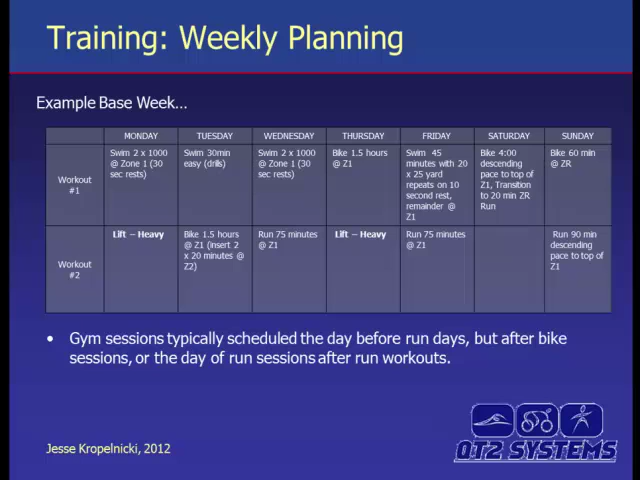 Training: Weekly Planning
Example Base Week...
MONDAY TUESDAY WEDNESDAY THURSDAY FRIDAY SATURDAY SUNDAY
Workout
#1
Swim 2 x 1000
@ Zone 1 (30
sec rests)
Swim 30min
easy (drills)
Swim 2 x 1000
@ Zone 1 (30
sec rests)
Bike 1.5 hours
@ Z1
Swim 45
minutes with 20
x 25 yard
repeats on 10
second rest,
remainder @
Z1
Bike 4:00
descending
pace to top of
Z1, Transition
to 20 min ZR
Run
Bike 60 min
@ ZR
Workout
#2
Lift – Heavy
Bike 1.5 hours
@ Z1 (insert 2
x 20 minutes @
Z2)
Run 75 minutes
@ Z1
Lift – Heavy
Run 75 minutes
@ Z1
Run 90 min
descending
pace to top of
Z1
• Gym sessions typically scheduled the day before run days, but after bike
sessions, or the day of run sessions after run workouts.
Jesse Kropelnicki, 2012
QT2 SYSTEMS